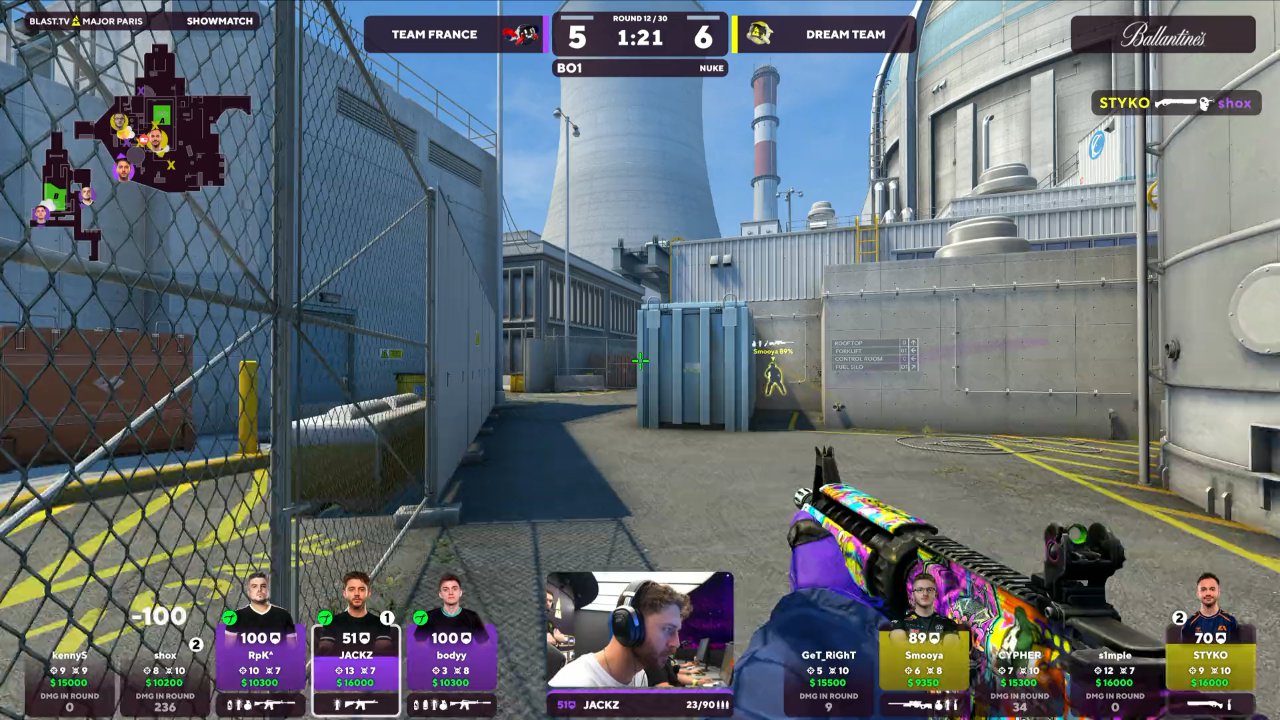 BLAST.TV MAJOR PARIS SHOWMATCH
TEAM FRANCE
5
ROUND 12 / 30
1:21
6
DREAM TEAM
BO1 NUKE
Ballantine's
STYKO shox
A
Smooya 89%
ROOFTOP
FORKLIFT
CONTROL ROOM
FUEL SILO
kennyS
9 9
$15000
DMG IN ROUND
0
-100
2
shox
8 10
$10200
DMG IN ROUND
236
100
RpK^
10 7
$10300
1
51
JACKZ
13 7
$16000
100
bodyy
3 8
$10300
51 JACKZ 23/90
GeT_RiGhT
5 10
$15500
DMG IN ROUND
9
89
Smooya
6 8
$9350
CYPHER
7 10
$15300
DMG IN ROUND
34
s1mple
12 7
$16000
DMG IN ROUND
0
2
70
STYKO
9 10
$16000